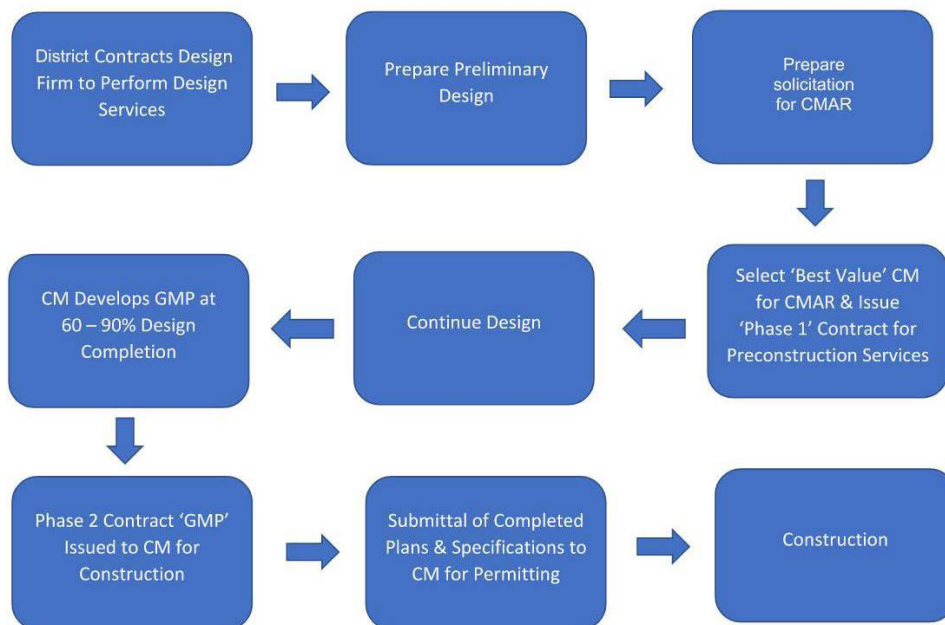 District Contracts Design
Firm to Perform Design
Services
Prepare Preliminary
Design
Prepare
solicitation
for CMAR
Select ‘Best Value’ CM
for CMAR & Issue
‘Phase 1’ Contract for
Preconstruction Services
Continue Design
CM Develops GMP at
60 – 90% Design
Completion
Phase 2 Contract ‘GMP’
Issued to CM for
Construction
Submittal of Completed
Plans & Specifications to
CM for Permitting
Construction